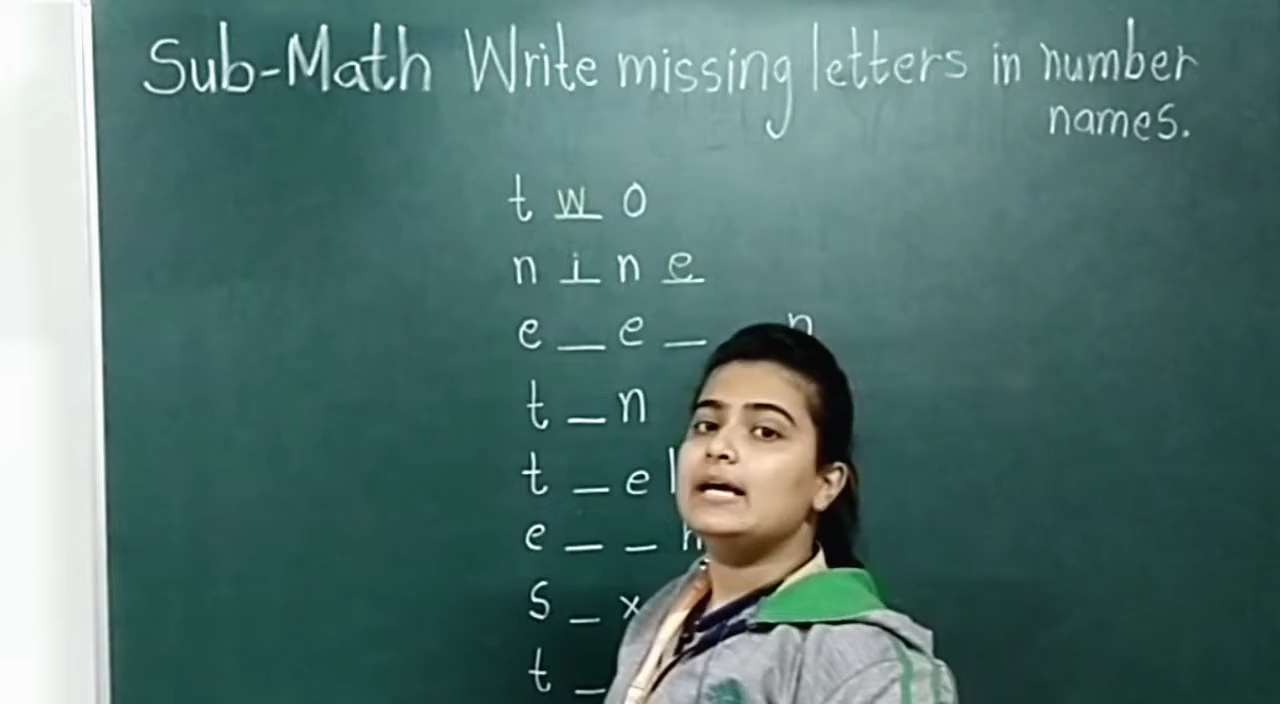 Sub-Math Write missing letters in number
names.
t w o
n i n e
e _ e _ n
t _ n
t _ e l
e _ _ h
s _ x
t _